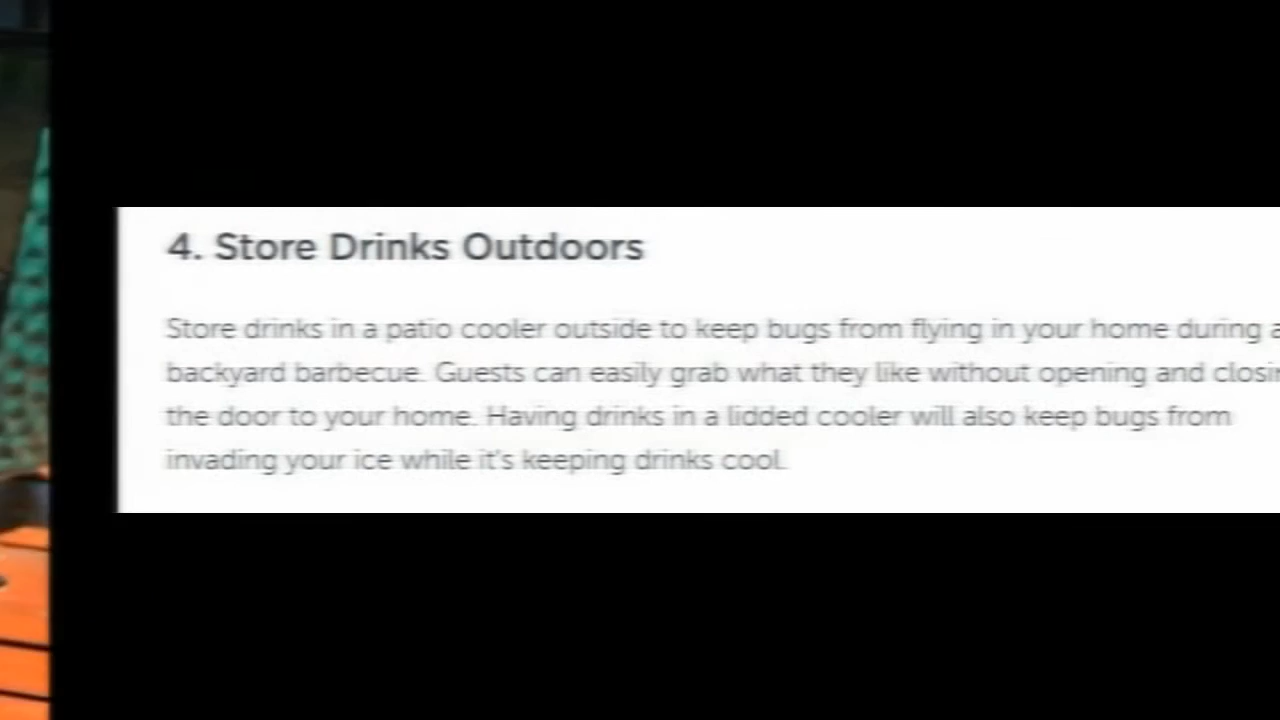 4. Store Drinks Outdoors
Store drinks in a patio cooler outside to keep bugs from flying in your home during a
backyard barbecue. Guests can easily grab what they like without opening and closin
the door to your home. Having drinks in a lidded cooler will also keep bugs from
invading your ice while it's keeping drinks cool.